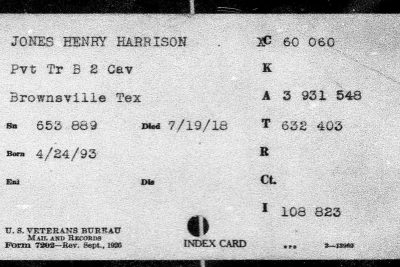 JONES HENRY HARRISON XC 60 060
Pvt Tr B 2 Cav K
Brownsville Tex A 3 931 548
Sn 653 889 Died 7/19/18 T 632 403
Born 4/24/93 R
Enl Dis Ct.
I 108 823
U. S. VETERANS BUREAU
MAIL AND RECORDS
Form 7202—Rev. Sept., 1926 INDEX CARD 2—13960